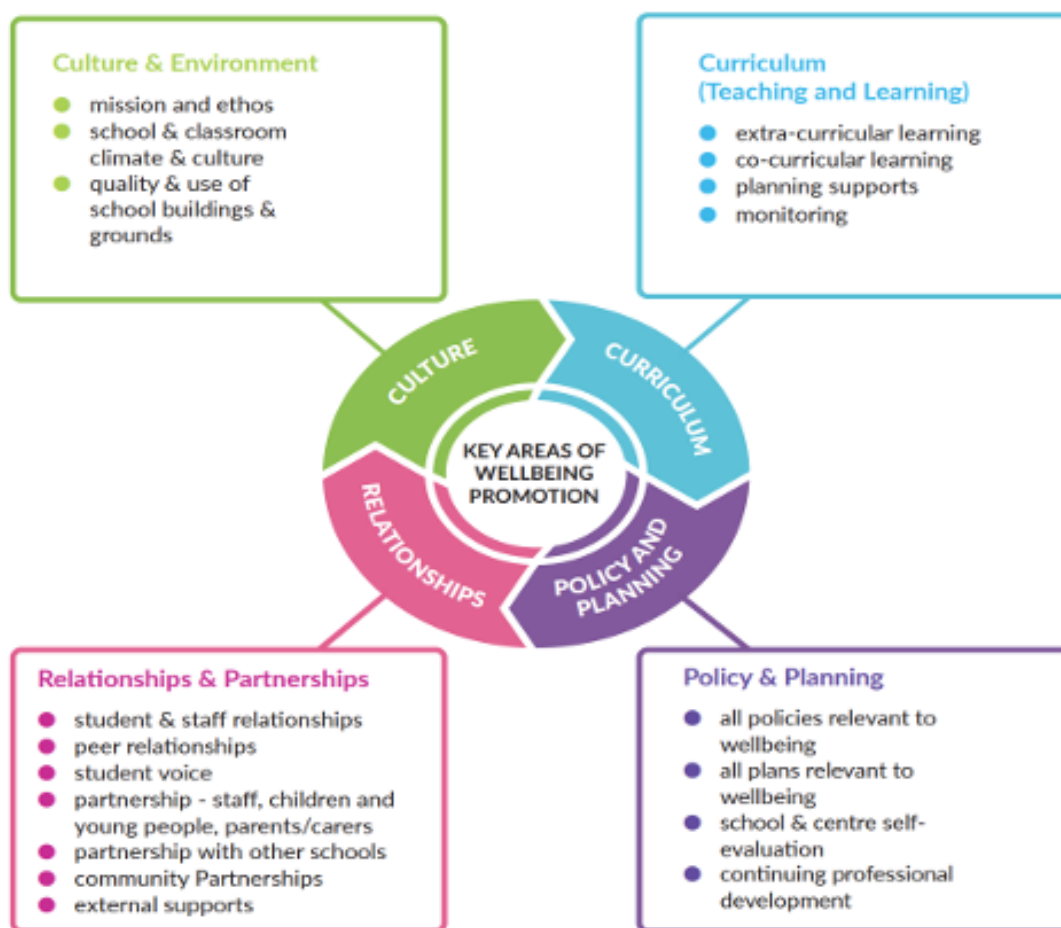 Culture & Environment
mission and ethos
school & classroom
climate & culture
quality & use of
school buildings &
grounds
Curriculum
(Teaching and Learning)
extra-curricular learning
co-curricular learning
planning supports
monitoring
CULTURE
CURRICULUM
KEY AREAS OF
WELLBEING
PROMOTION
RELATIONSHIPS
POLICY AND
PLANNING
Relationships & Partnerships
student & staff relationships
peer relationships
student voice
partnership - staff, children and
young people, parents/carers
partnership with other schools
community Partnerships
external supports
Policy & Planning
all policies relevant to
wellbeing
all plans relevant to
wellbeing
school & centre self-
evaluation
continuing professional
development